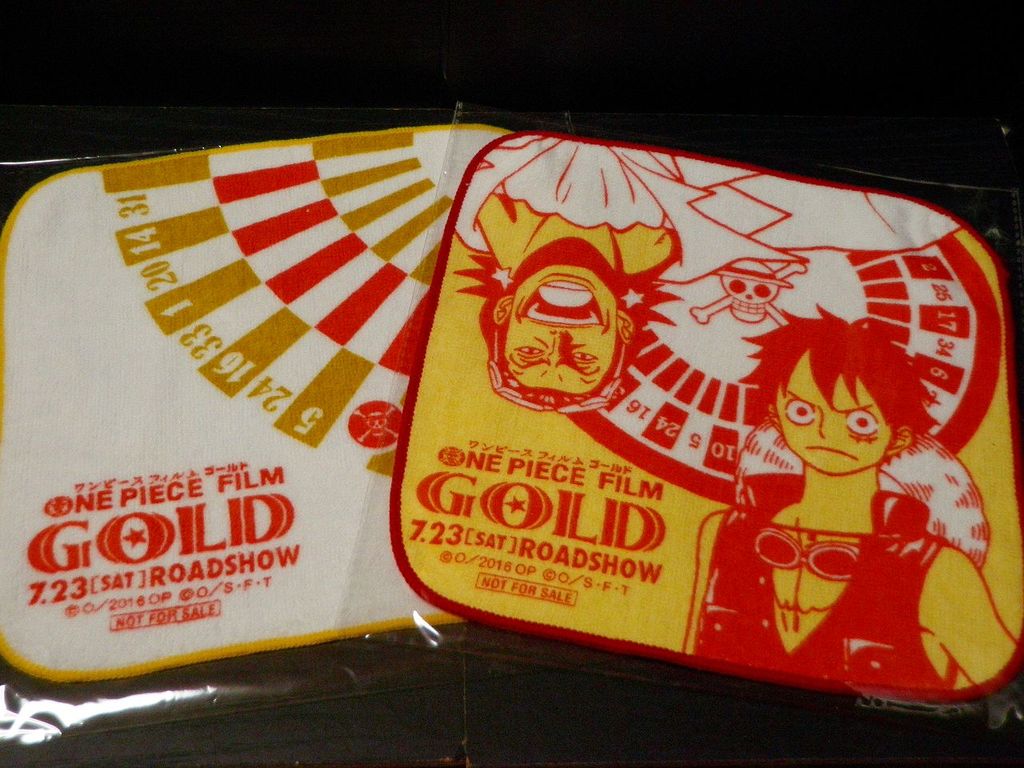 31
14
20
1
33
16
24
5
ワンピース フィルム ゴールド
ONE PIECE FILM
GOLD
7.23[SAT]ROADSHOW
©O/2016 OP ©O/S・F・T
NOT FOR SALE
2
25
17
34
6
16
24
5
10
ワンピース フィルム ゴールド
ONE PIECE FILM
GOLD
7.23[SAT]ROADSHOW
©O/2016 OP ©O/S・F・T
NOT FOR SALE